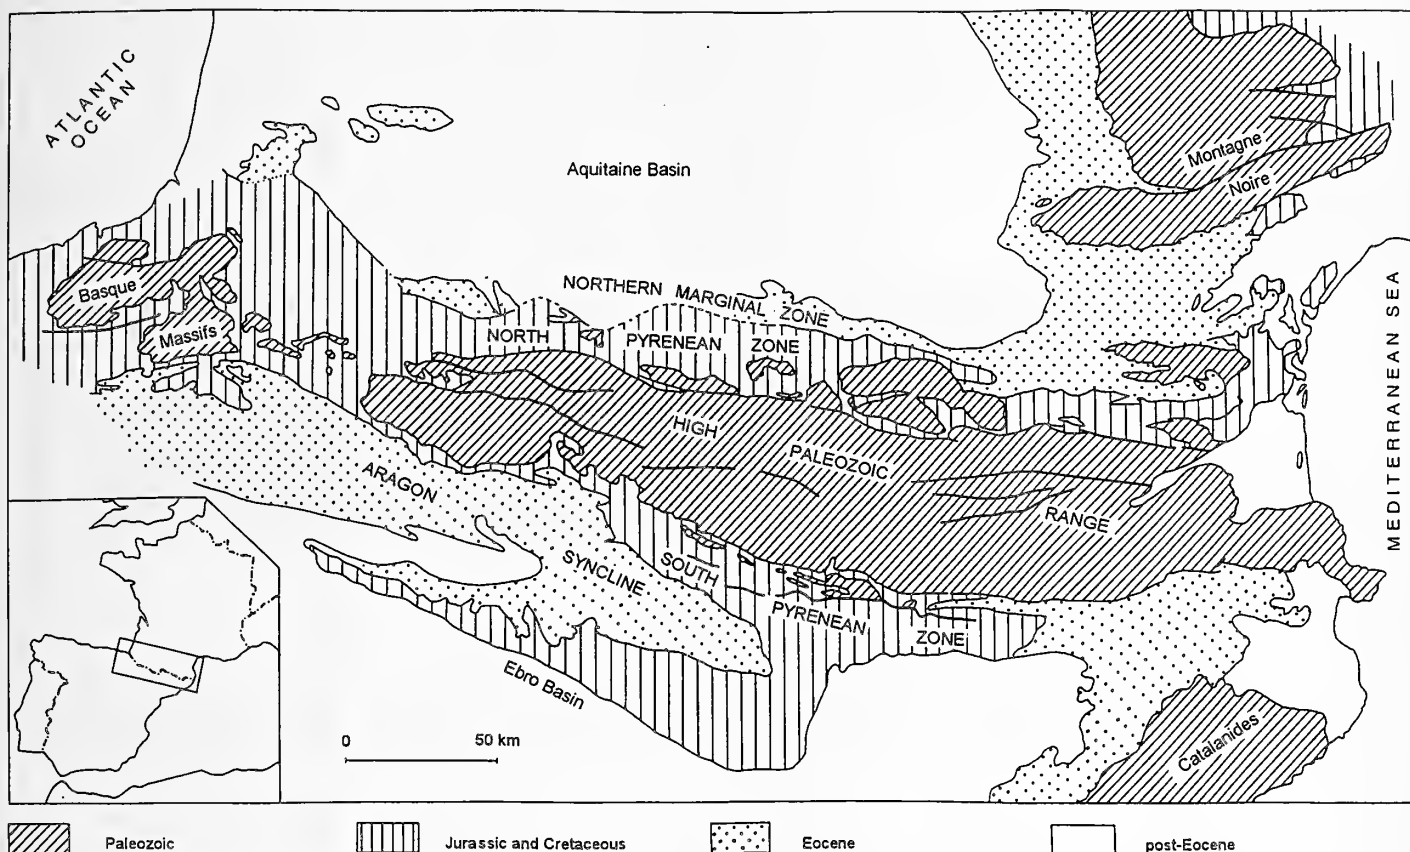 ATLANTIC
OCEAN
Aquitaine Basin
Montagne
Noire
Basque
Massifs
NORTHERN MARGINAL ZONE
NORTH PYRENEAN ZONE
HIGH PALEOZOIC RANGE
MEDITERRANEAN SEA
ARAGON SYNCLINE
SOUTH PYRENEAN ZONE
Ebro Basin
Catalanides
0 50 km
Paleozoic
Jurassic and Cretaceous
Eocene
post-Eocene